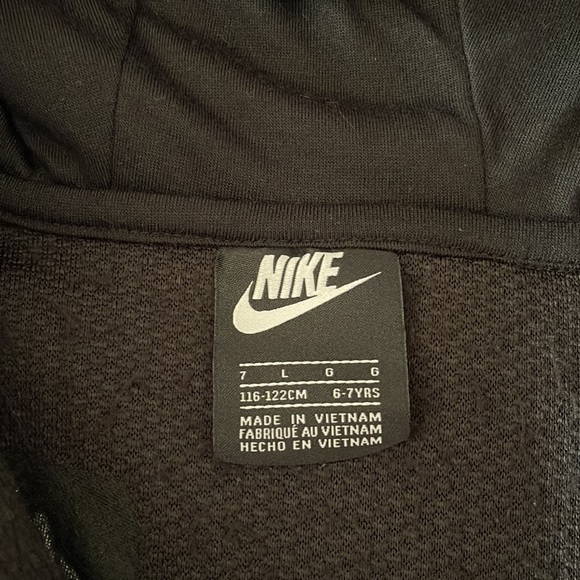 NIKE
7 L G G
116-122CM 6-7YRS
MADE IN VIETNAM
FABRIQUÉ AU VIETNAM
HECHO EN VIETNAM